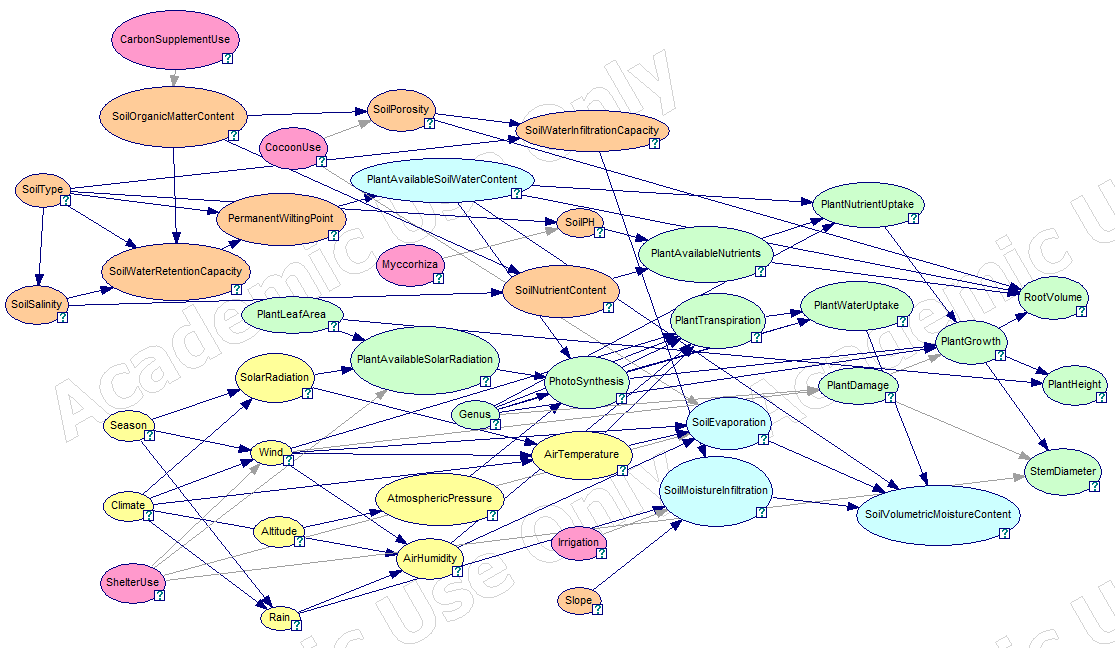 CarbonSupplementUse
?
SoilOrganicMatterContent
?
SoilPorosity
?
CocoonUse
?
SoilWaterInfiltrationCapacity
?
SoilType
?
PermanentWiltingPoint
?
PlantAvailableSoilWaterContent
?
SoilPH
?
PlantNutrientUptake
?
SoilWaterRetentionCapacity
?
Myccorhiza
?
PlantAvailableNutrients
?
SoilSalinity
?
SoilNutrientContent
?
RootVolume
?
PlantLeafArea
?
PlantTranspiration
?
PlantWaterUptake
?
PlantGrowth
?
PlantAvailableSolarRadiation
?
SolarRadiation
?
PhotoSynthesis
?
PlantDamage
?
PlantHeight
?
Season
?
Genus
?
SoilEvaporation
?
Wind
?
AirTemperature
?
StemDiameter
?
Climate
?
AtmosphericPressure
?
SoilMoistureInfiltration
?
SoilVolumetricMoistureContent
?
Altitude
?
Irrigation
?
AirHumidity
?
ShelterUse
?
Slope
?
Rain
?
Academic Use Only
Academic Use Only
Academic U